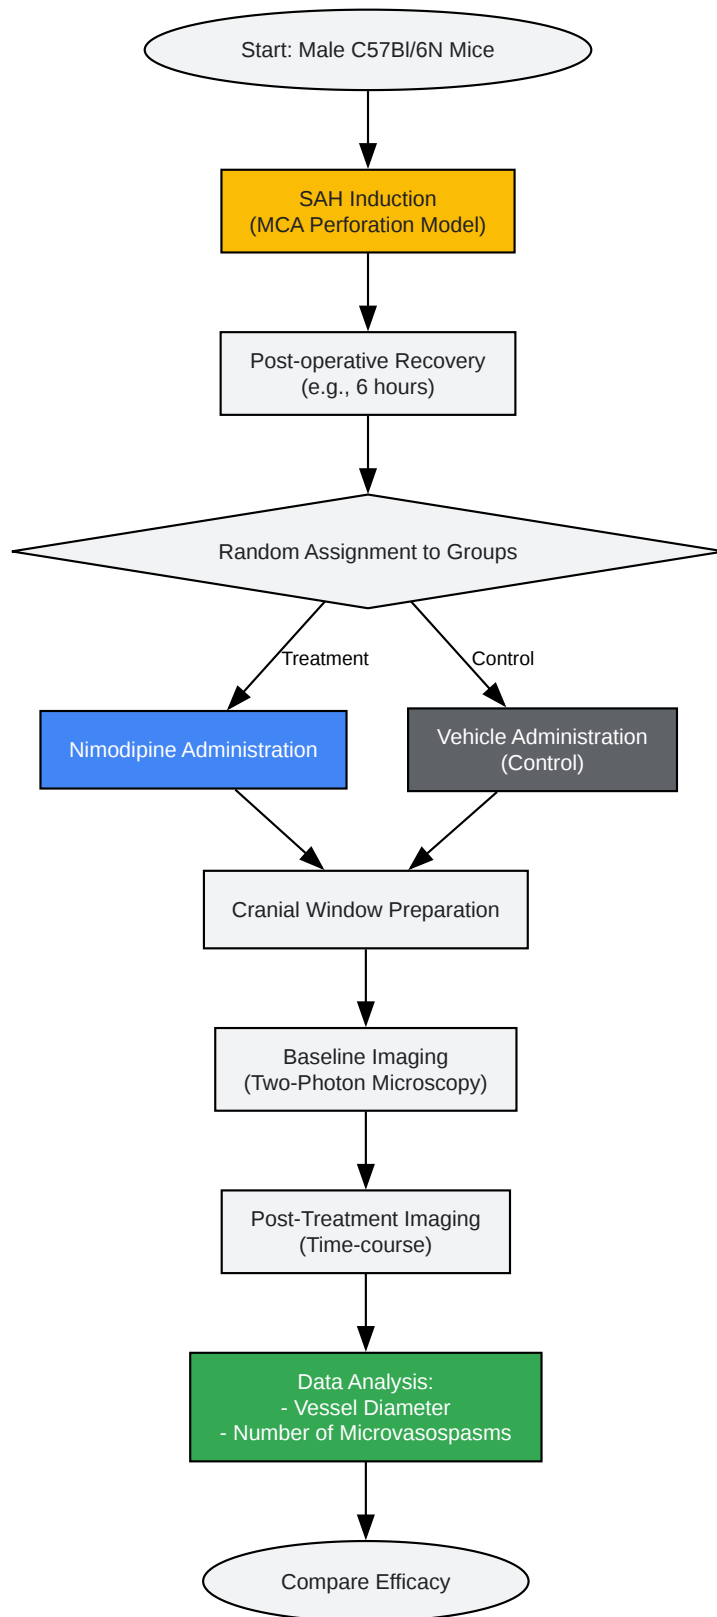 Start: Male C57Bl/6N Mice
SAH Induction
(MCA Perforation Model)
Post-operative Recovery
(e.g., 6 hours)
Random Assignment to Groups
Treatment
Control
Nimodipine Administration
Vehicle Administration
(Control)
Cranial Window Preparation
Baseline Imaging
(Two-Photon Microscopy)
Post-Treatment Imaging
(Time-course)
Data Analysis:
- Vessel Diameter
- Number of Microvasospasms
Compare Efficacy